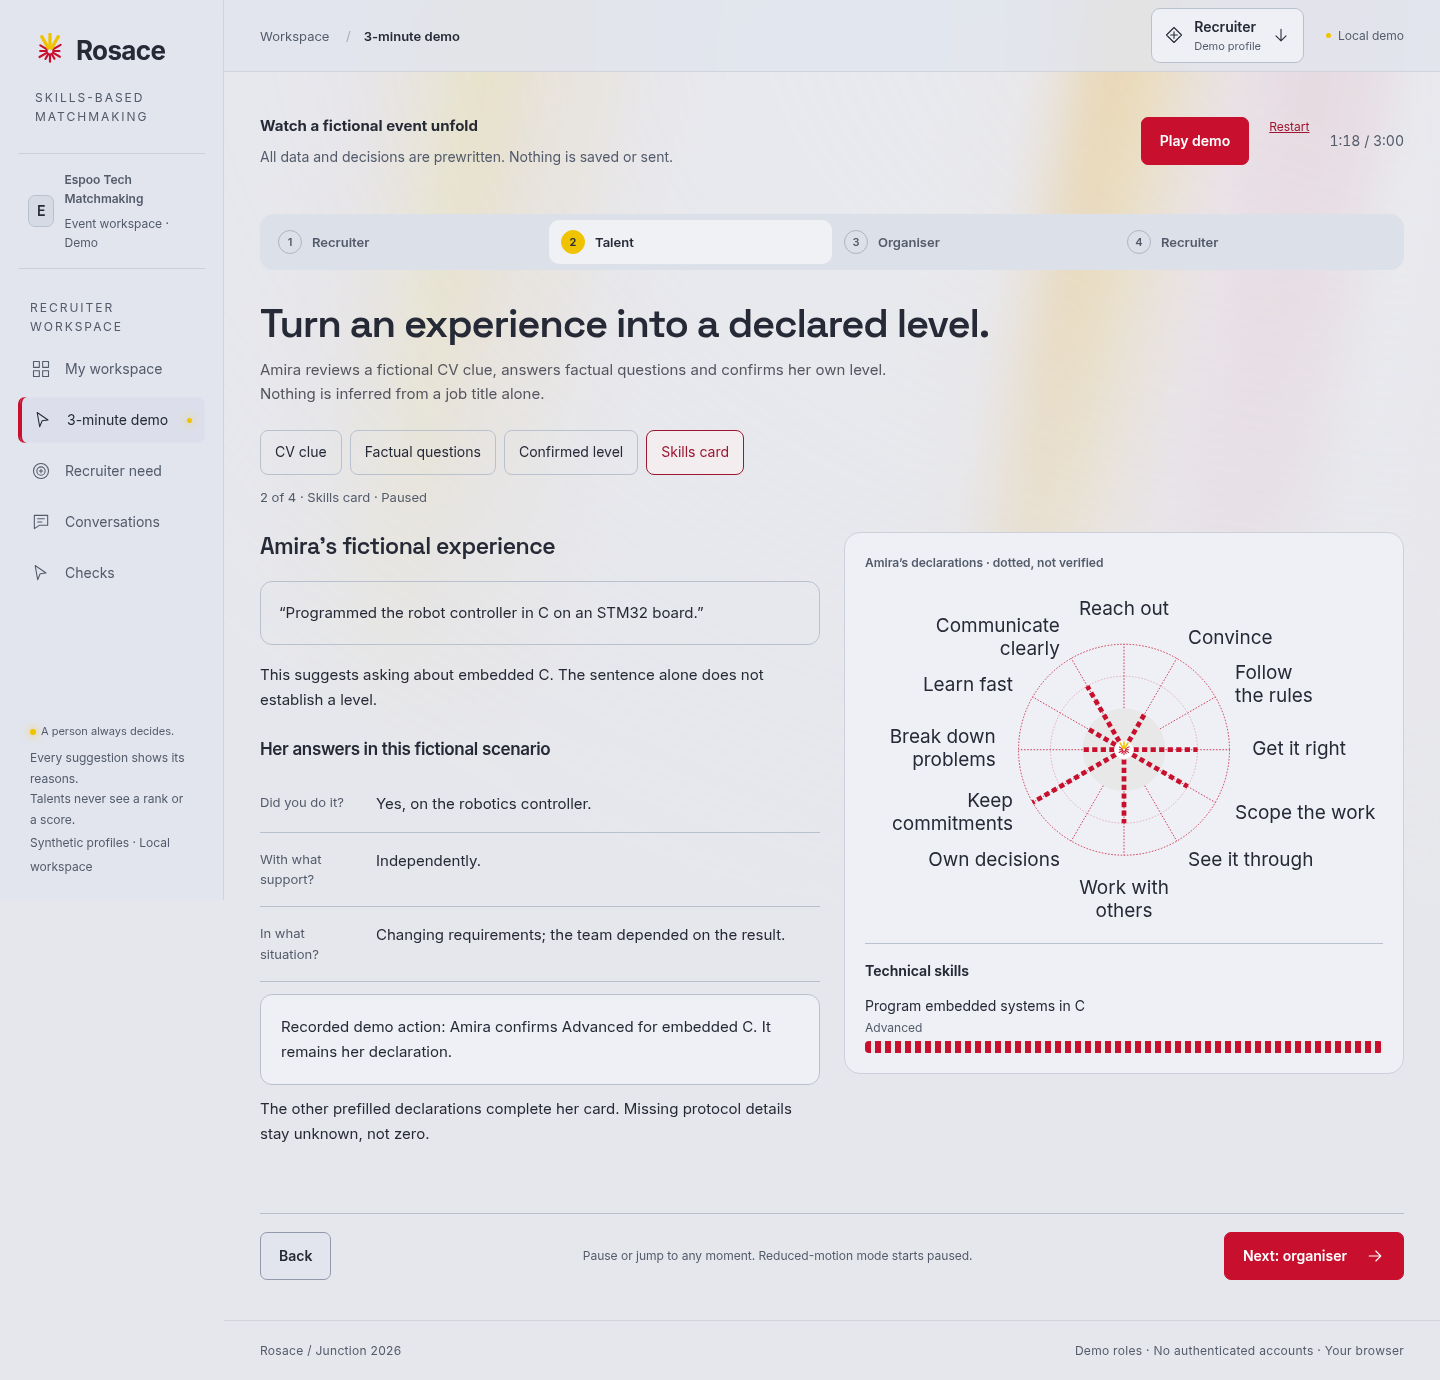 Rosace
SKILLS-BASED
MATCHMAKING
E
Espoo Tech
Matchmaking
Event workspace ·
Demo
RECRUITER
WORKSPACE
My workspace
3-minute demo
Recruiter need
Conversations
Checks
A person always decides.
Every suggestion shows its
reasons.
Talents never see a rank or
a score.
Synthetic profiles · Local
workspace
Workspace / 3-minute demo
Recruiter
Demo profile
Local demo
Watch a fictional event unfold
All data and decisions are prewritten. Nothing is saved or sent.
Play demo
Restart
1:18 / 3:00
1 Recruiter
2 Talent
3 Organiser
4 Recruiter
Turn an experience into a declared level.
Amira reviews a fictional CV clue, answers factual questions and confirms her own level.
Nothing is inferred from a job title alone.
CV clue
Factual questions
Confirmed level
Skills card
2 of 4 · Skills card · Paused
Amira’s fictional experience
“Programmed the robot controller in C on an STM32 board.”
This suggests asking about embedded C. The sentence alone does not
establish a level.
Her answers in this fictional scenario
Did you do it?
Yes, on the robotics controller.
With what
support?
Independently.
In what
situation?
Changing requirements; the team depended on the result.
Recorded demo action: Amira confirms Advanced for embedded C. It
remains her declaration.
The other prefilled declarations complete her card. Missing protocol details
stay unknown, not zero.
Amira’s declarations · dotted, not verified
Reach out
Convince
Follow
the rules
Get it right
Scope the work
See it through
Work with
others
Own decisions
Keep
commitments
Break down
problems
Learn fast
Communicate
clearly
Technical skills
Program embedded systems in C
Advanced
Back
Pause or jump to any moment. Reduced-motion mode starts paused.
Next: organiser
Rosace / Junction 2026
Demo roles · No authenticated accounts · Your browser